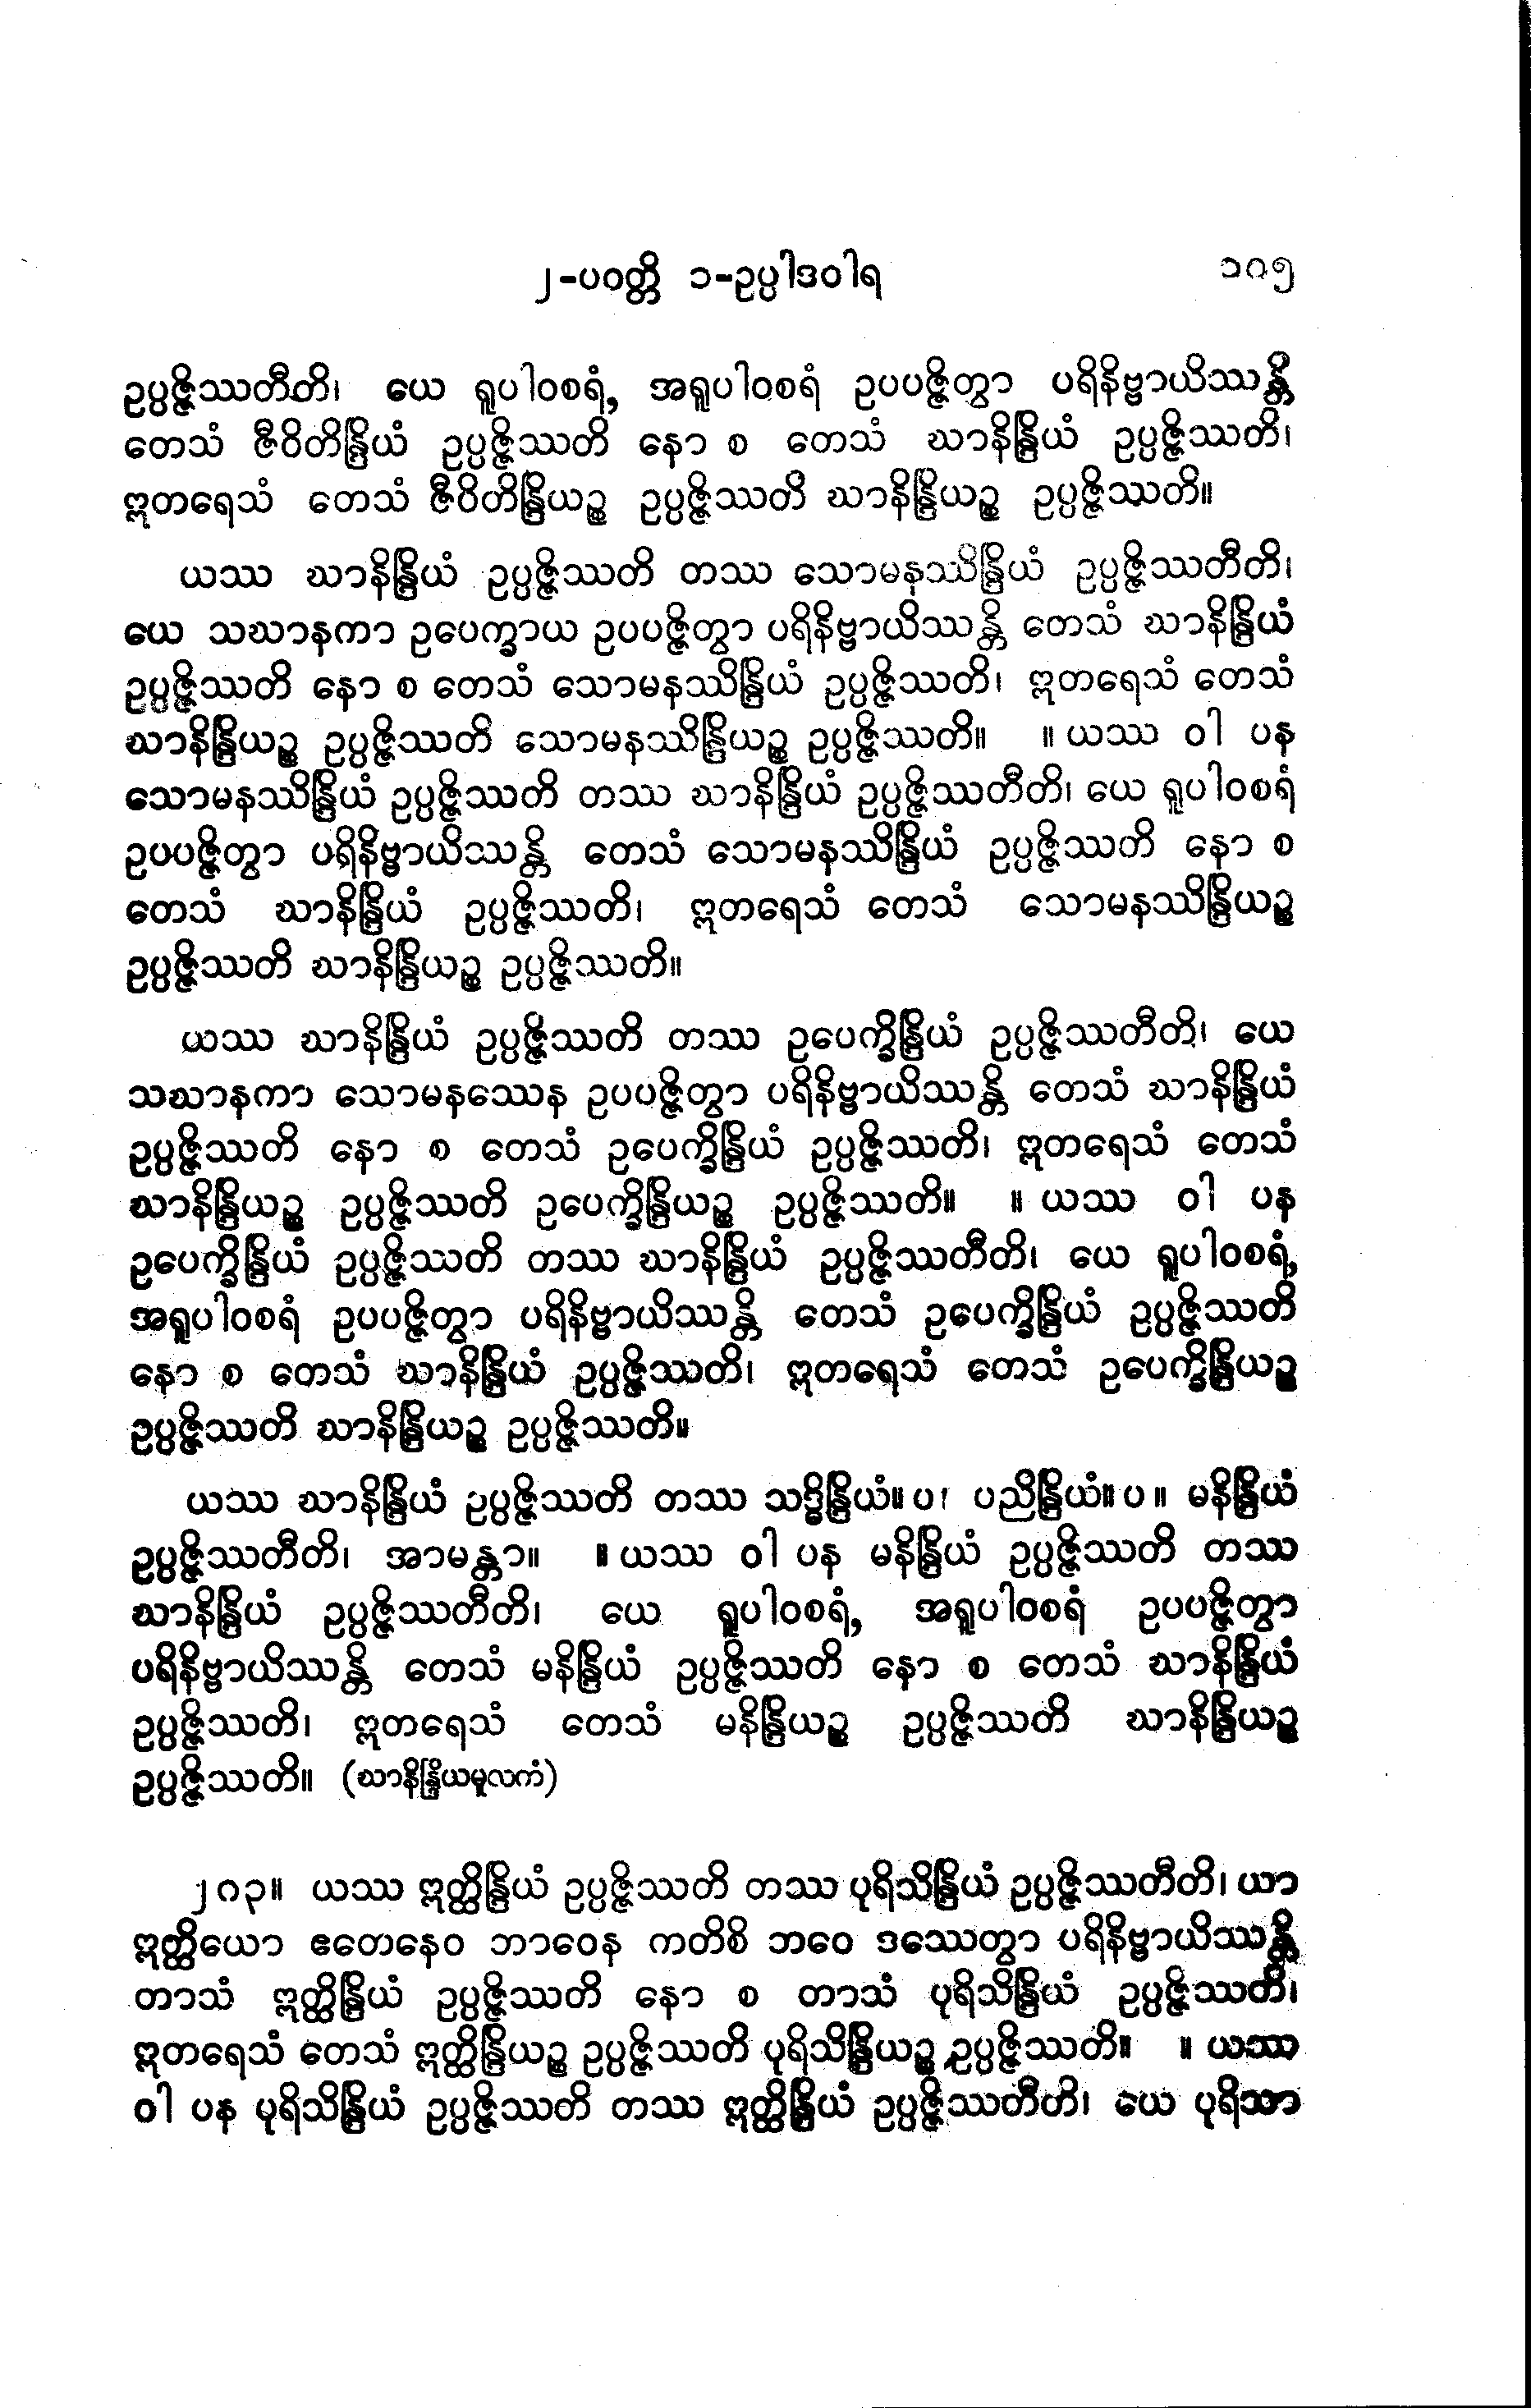 ၂-ပဝတ္တိ ၁-ဥပ္ပါဒဝါရ ၁၈၅
ဥပ္ပဇ္ဇိဿတီတိ၊ ယေ ရူပါဝစရံ, အရူပါဝစရံ ဥပပဇ္ဇိတွာ ပရိနိဗ္ဗာယိဿန္တိ
တေသံ ဇီဝိတိန္ဒြိယံ ဥပ္ပဇ္ဇိဿတိ နော စ တေသံ ဃာနိန္ဒြိယံ ဥပ္ပဇ္ဇိဿတိ၊
ဣတရေသံ တေသံ ဇီဝိတိန္ဒြိယဉ္စ ဥပ္ပဇ္ဇိဿတိ ဃာနိန္ဒြိယဉ္စ ဥပ္ပဇ္ဇိဿတိ။
ယဿ ဃာနိန္ဒြိယံ ဥပ္ပဇ္ဇိဿတိ တဿ သောမနဿိန္ဒြိယံ ဥပ္ပဇ္ဇိဿတီတိ၊
ယေ သဃာနကာ ဥပေက္ခာယ ဥပပဇ္ဇိတွာ ပရိနိဗ္ဗာယိဿန္တိ တေသံ ဃာနိန္ဒြိယံ
ဥပ္ပဇ္ဇိဿတိ နော စ တေသံ သောမနဿိန္ဒြိယံ ဥပ္ပဇ္ဇိဿတိ၊ ဣတရေသံ တေသံ
ဃာနိန္ဒြိယဉ္စ ဥပ္ပဇ္ဇိဿတိ သောမနဿိန္ဒြိယဉ္စ ဥပ္ပဇ္ဇိဿတိ။ ။ ယဿ ဝါ ပန
သောမနဿိန္ဒြိယံ ဥပ္ပဇ္ဇိဿတိ တဿ ဃာနိန္ဒြိယံ ဥပ္ပဇ္ဇိဿတီတိ၊ ယေ ရူပါဝစရံ
ဥပပဇ္ဇိတွာ ပရိနိဗ္ဗာယိဿန္တိ တေသံ သောမနဿိန္ဒြိယံ ဥပ္ပဇ္ဇိဿတိ နော စ
တေသံ ဃာနိန္ဒြိယံ ဥပ္ပဇ္ဇိဿတိ၊ ဣတရေသံ တေသံ သောမနဿိန္ဒြိယဉ္စ
ဥပ္ပဇ္ဇိဿတိ ဃာနိန္ဒြိယဉ္စ ဥပ္ပဇ္ဇိဿတိ။
ယဿ ဃာနိန္ဒြိယံ ဥပ္ပဇ္ဇိဿတိ တဿ ဥပေက္ခိန္ဒြိယံ ဥပ္ပဇ္ဇိဿတီတိ၊ ယေ
သဃာနကာ သောမနဿေန ဥပပဇ္ဇိတွာ ပရိနိဗ္ဗာယိဿန္တိ တေသံ ဃာနိန္ဒြိယံ
ဥပ္ပဇ္ဇိဿတိ နော စ တေသံ ဥပေက္ခိန္ဒြိယံ ဥပ္ပဇ္ဇိဿတိ၊ ဣတရေသံ တေသံ
ဃာနိန္ဒြိယဉ္စ ဥပ္ပဇ္ဇိဿတိ ဥပေက္ခိန္ဒြိယဉ္စ ဥပ္ပဇ္ဇိဿတိ။ ။ ယဿ ဝါ ပန
ဥပေက္ခိန္ဒြိယံ ဥပ္ပဇ္ဇိဿတိ တဿ ဃာနိန္ဒြိယံ ဥပ္ပဇ္ဇိဿတီတိ၊ ယေ ရူပါဝစရံ,
အရူပါဝစရံ ဥပပဇ္ဇိတွာ ပရိနိဗ္ဗာယိဿန္တိ တေသံ ဥပေက္ခိန္ဒြိယံ ဥပ္ပဇ္ဇိဿတိ
နော စ တေသံ ဃာနိန္ဒြိယံ ဥပ္ပဇ္ဇိဿတိ၊ ဣတရေသံ တေသံ ဥပေက္ခိန္ဒြိယဉ္စ
ဥပ္ပဇ္ဇိဿတိ ဃာနိန္ဒြိယဉ္စ ဥပ္ပဇ္ဇိဿတိ။
ယဿ ဃာနိန္ဒြိယံ ဥပ္ပဇ္ဇိဿတိ တဿ သဒ္ဓိန္ဒြိယံ။ ပ၊ ပညိန္ဒြိယံ။ ပ ။ မနိန္ဒြိယံ
ဥပ္ပဇ္ဇိဿတီတိ၊ အာမန္တာ။ ။ ယဿ ဝါ ပန မနိန္ဒြိယံ ဥပ္ပဇ္ဇိဿတိ တဿ
ဃာနိန္ဒြိယံ ဥပ္ပဇ္ဇိဿတီတိ၊ ယေ ရူပါဝစရံ, အရူပါဝစရံ ဥပပဇ္ဇိတွာ
ပရိနိဗ္ဗာယိဿန္တိ တေသံ မနိန္ဒြိယံ ဥပ္ပဇ္ဇိဿတိ နော စ တေသံ ဃာနိန္ဒြိယံ
ဥပ္ပဇ္ဇိဿတိ၊ ဣတရေသံ တေသံ မနိန္ဒြိယဉ္စ ဥပ္ပဇ္ဇိဿတိ ဃာနိန္ဒြိယဉ္စ
ဥပ္ပဇ္ဇိဿတိ။ (ဃာနိန္ဒြိယမူလကံ)
၂၈၃။ ယဿ ဣတ္ထိန္ဒြိယံ ဥပ္ပဇ္ဇိဿတိ တဿ ပုရိသိန္ဒြိယံ ဥပ္ပဇ္ဇိဿတီတိ၊ ယာ
ဣတ္ထိယော ဧတေနေဝ ဘာဝေန ကတိစိ ဘဝေ ဒဿေတွာ ပရိနိဗ္ဗာယိဿန္တိ
တာသံ ဣတ္ထိန္ဒြိယံ ဥပ္ပဇ္ဇိဿတိ နော စ တာသံ ပုရိသိန္ဒြိယံ ဥပ္ပဇ္ဇိဿတိ၊
ဣတရေသံ တေသံ ဣတ္ထိန္ဒြိယဉ္စ ဥပ္ပဇ္ဇိဿတိ ပုရိသိန္ဒြိယဉ္စ ဥပ္ပဇ္ဇိဿတိ။ ။ ယဿ
ဝါ ပန ပုရိသိန္ဒြိယံ ဥပ္ပဇ္ဇိဿတိ တဿ ဣတ္ထိန္ဒြိယံ ဥပ္ပဇ္ဇိဿတီတိ၊ ယေ ပုရိသာ